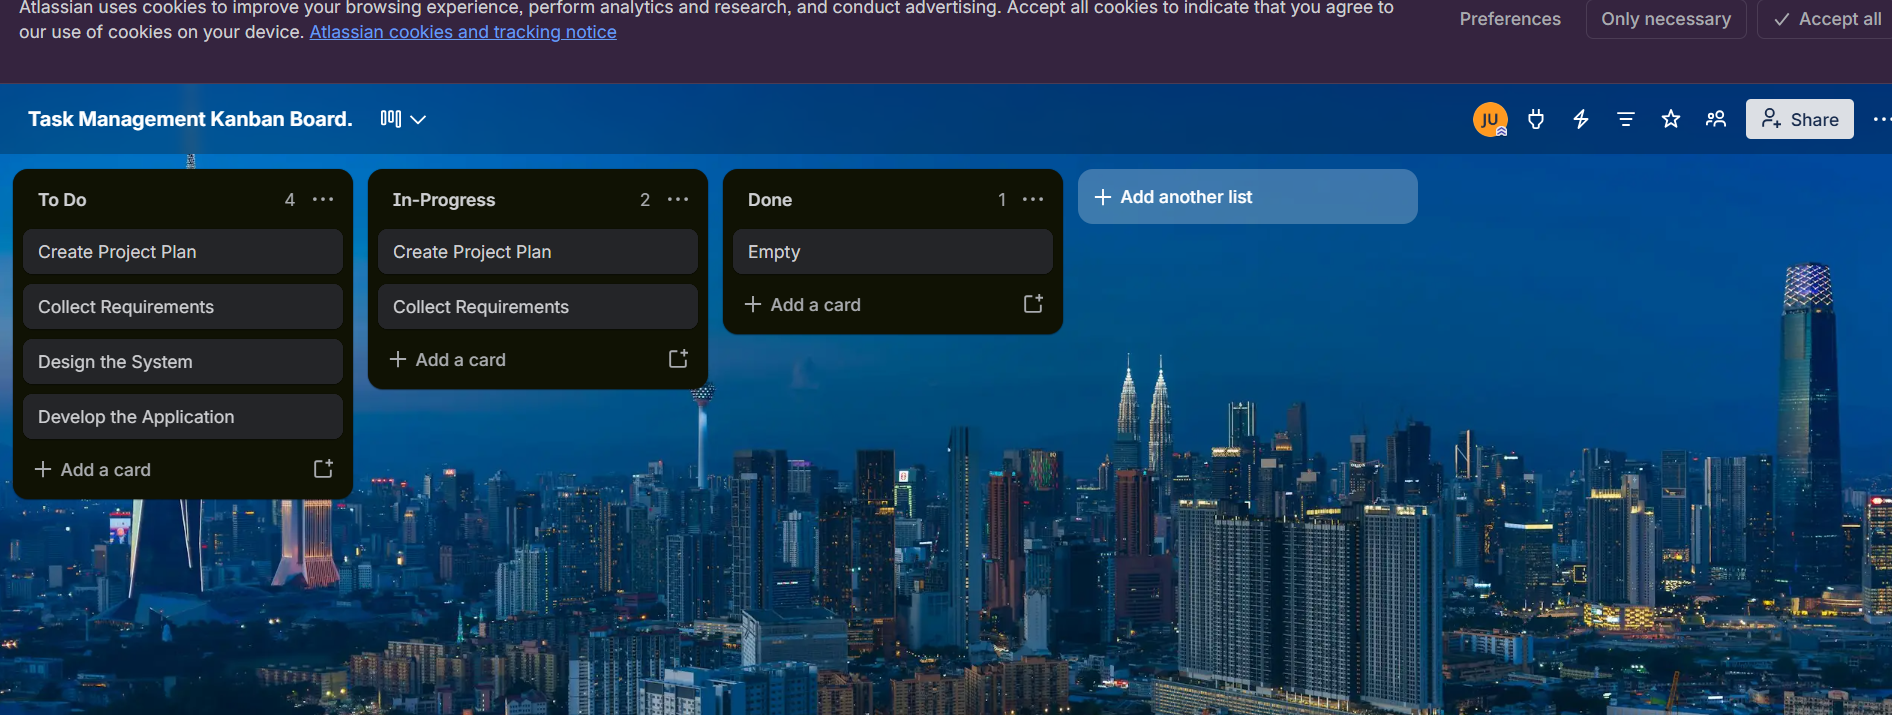 Atlassian uses cookies to improve your browsing experience, perform analytics and research, and conduct advertising. Accept all cookies to indicate that you agree to
our use of cookies on your device. Atlassian cookies and tracking notice
Preferences
Only necessary
Accept all
Task Management Kanban Board.
JU
Share
To Do
4
Create Project Plan
Collect Requirements
Design the System
Develop the Application
Add a card
In-Progress
2
Create Project Plan
Collect Requirements
Add a card
Done
1
Empty
Add a card
Add another list